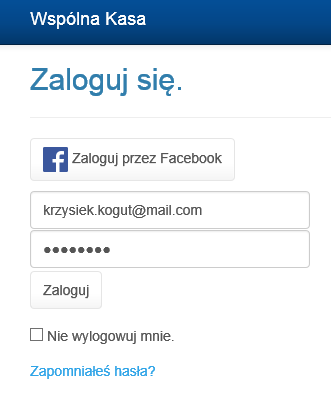 Wspólna Kasa
Zaloguj się.
Zaloguj przez Facebook
krzysiek.kogut@mail.com
••••••••
Zaloguj
Nie wylogowuj mnie.
Zapomniałeś hasła?